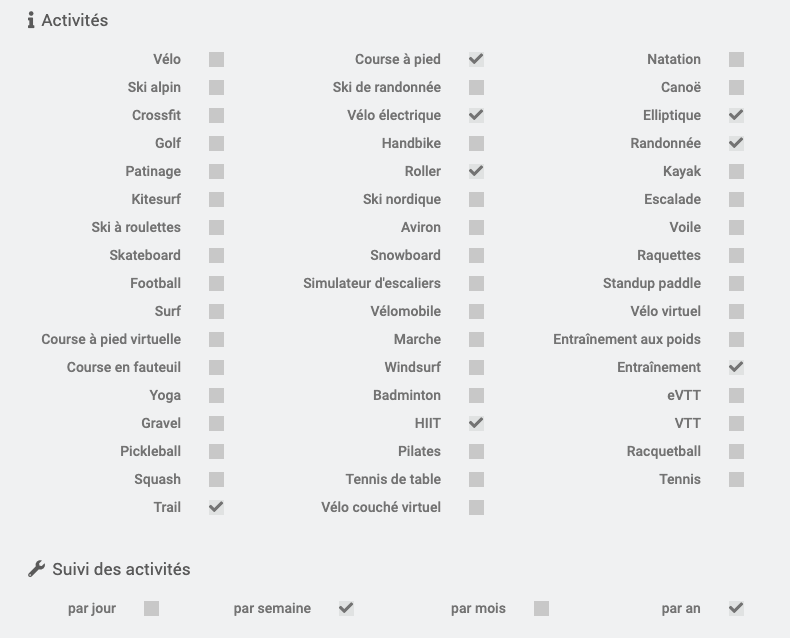 Activités
Vélo Course à pied Natation
Ski alpin Ski de randonnée Canoë
Crossfit Vélo électrique Elliptique
Golf Handbike Randonnée
Patinage Roller Kayak
Kitesurf Ski nordique Escalade
Ski à roulettes Aviron Voile
Skateboard Snowboard Raquettes
Football Simulateur d'escaliers Standup paddle
Surf Vélomobile Vélo virtuel
Course à pied virtuelle Marche Entraînement aux poids
Course en fauteuil Windsurf Entraînement
Yoga Badminton eVTT
Gravel HIIT VTT
Pickleball Pilates Racquetball
Squash Tennis de table Tennis
Trail Vélo couché virtuel
Suivi des activités
par jour par semaine par mois par an